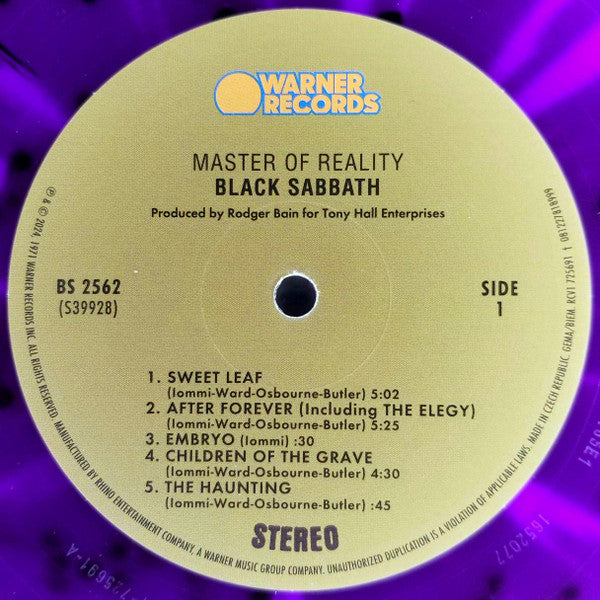 WARNER
RECORDS
MASTER OF REALITY
BLACK SABBATH
Produced by Rodger Bain for Tony Hall Enterprises
BS 2562
(S39928)
SIDE
1
1. SWEET LEAF
(Iommi-Ward-Osbourne-Butler) 5:02
2. AFTER FOREVER (Including THE ELEGY)
(Iommi-Ward-Osbourne-Butler) 5:25
3. EMBRYO (Iommi) :30
4. CHILDREN OF THE GRAVE
(Iommi-Ward-Osbourne-Butler) 4:30
5. THE HAUNTING
(Iommi-Ward-Osbourne-Butler) :45
STEREO
℗ & © 2024, 1971 WARNER RECORDS INC. ALL RIGHTS RESERVED. MANUFACTURED BY RHINO ENTERTAINMENT COMPANY, A WARNER MUSIC GROUP COMPANY. UNAUTHORIZED DUPLICATION IS A VIOLATION OF APPLICABLE LAWS. MADE IN CZECH REPUBLIC. GEMA/BIEM. RCV1 725691 † 081227818999
1652077